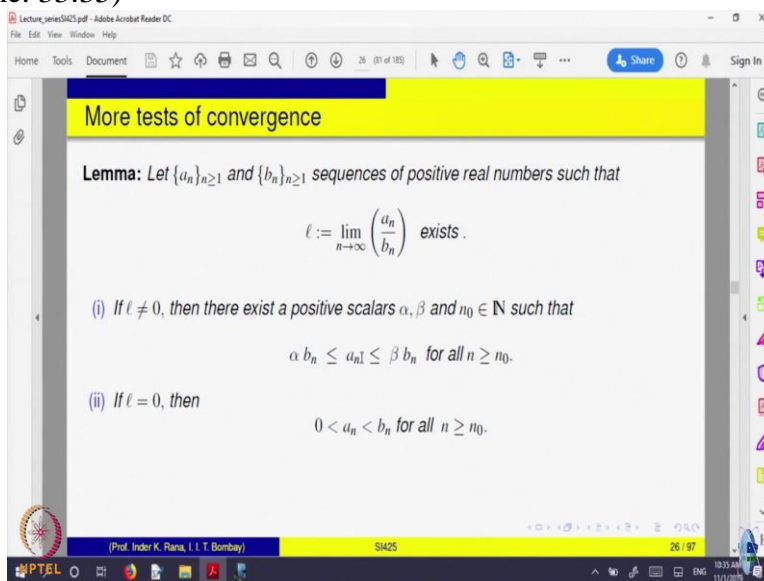 Lecture_seriesSI425.pdf - Adobe Acrobat Reader DC
File Edit View Window Help
Home Tools Document 26 (81 of 185) Share Sign In
More tests of convergence
Lemma: Let {a_n}_{n≥1} and {b_n}_{n≥1} sequences of positive real numbers such that
ℓ := lim_{n→∞} (a_n/b_n) exists .
(i) If ℓ ≠ 0, then there exist a positive scalars α, β and n_0 ∈ ℕ such that
α b_n ≤ a_n ≤ β b_n for all n ≥ n_0.
(ii) If ℓ = 0, then
0 < a_n < b_n for all n ≥ n_0.
(Prof. Inder K. Rana, I. I. T. Bombay) SI425 26 / 97
NPTEL ENG 10:35 AM